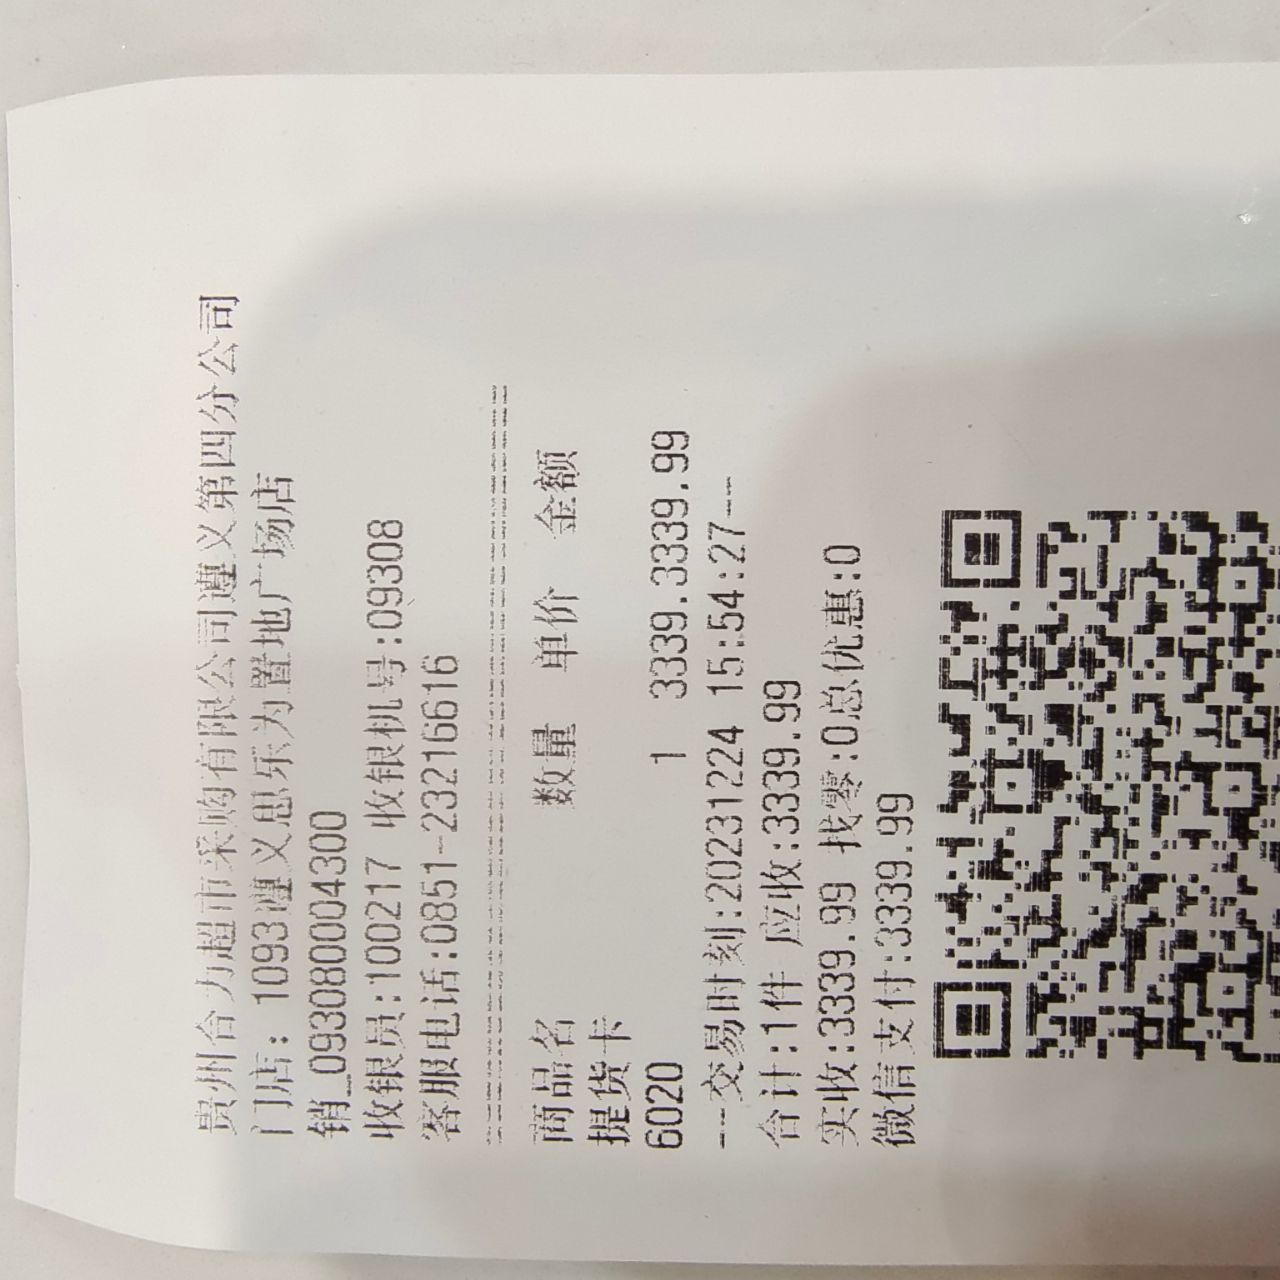 贵州合力超市采购有限公司遵义第四分公司
门店：1093遵义思乐为置地广场店
销_0930880004300
收银员:100217 收银机号:09308
客服电话:0851-23216616
商品名 数量 单价 金额
提货卡
6020 1 3339.3339.99
---交易时刻:20231224 15:54:27---
合计:1件 应收:3339.99
实收:3339.99 找零:0总优惠:0
微信支付:3339.99